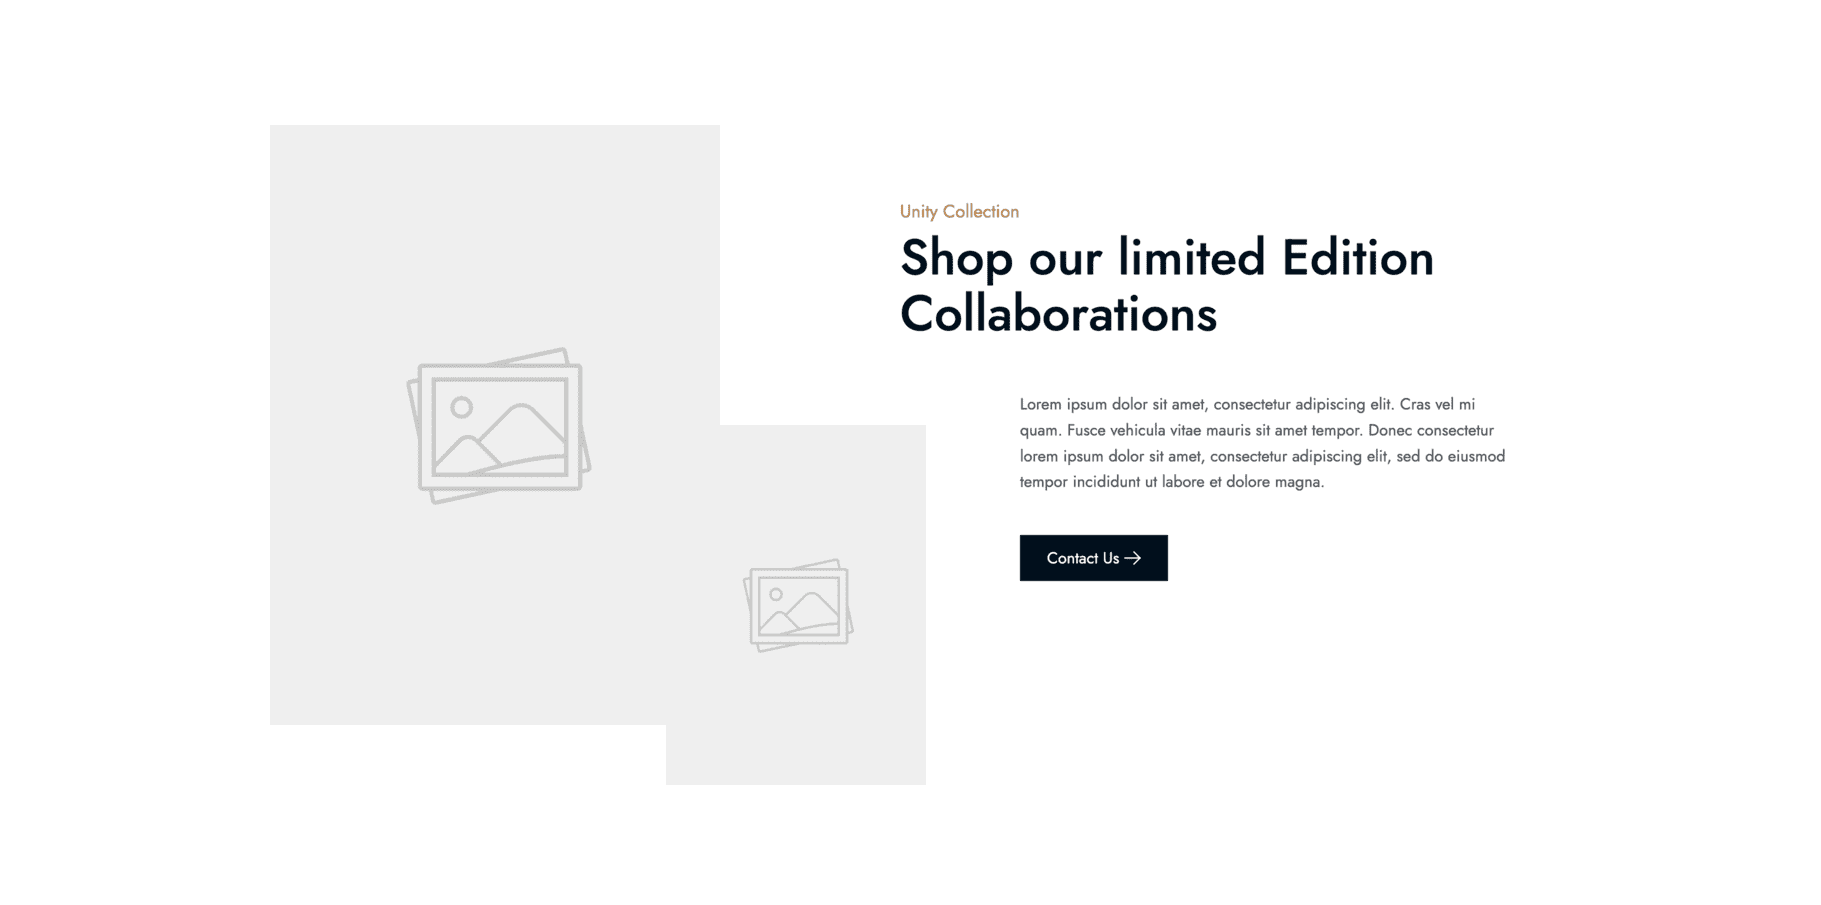 Unity Collection
Shop our limited Edition
Collaborations
Lorem ipsum dolor sit amet, consectetur adipiscing elit. Cras vel mi
quam. Fusce vehicula vitae mauris sit amet tempor. Donec consectetur
lorem ipsum dolor sit amet, consectetur adipiscing elit, sed do eiusmod
tempor incididunt ut labore et dolore magna.
Contact Us →